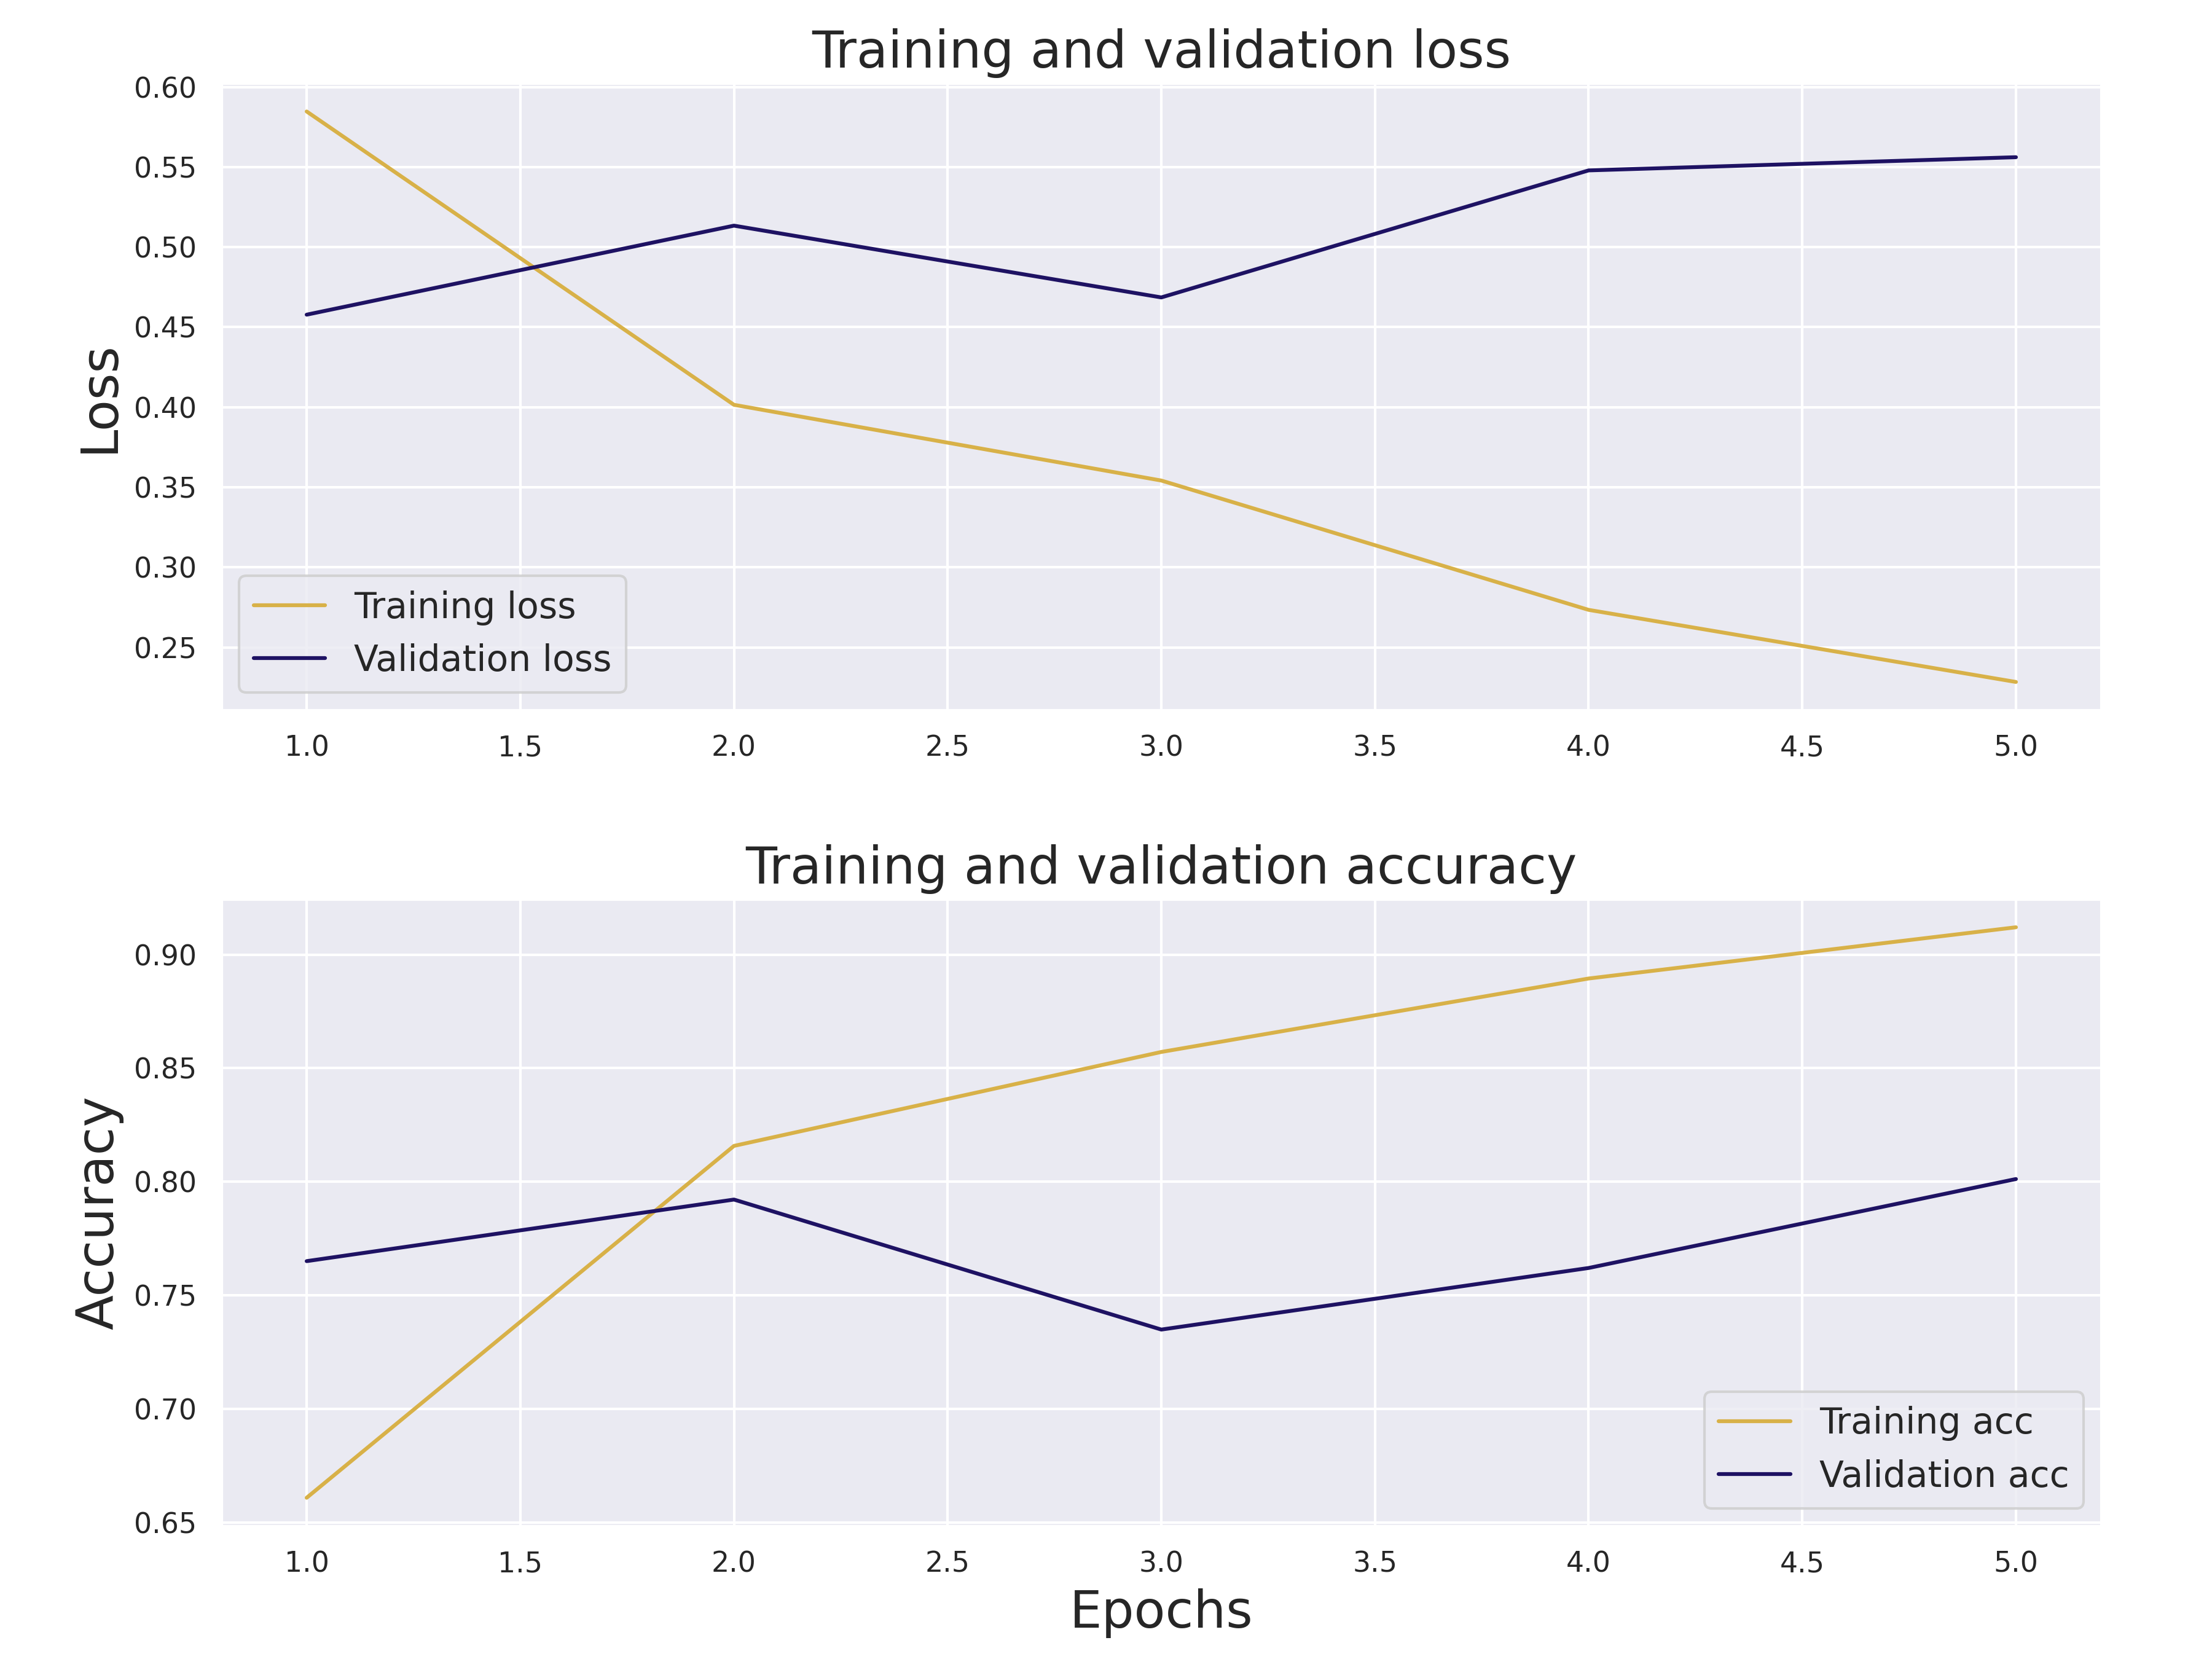 Training and validation loss
0.60
0.55
0.50
0.45
0.40
0.35
0.30
0.25
Loss
Training loss
Validation loss
1.0 1.5 2.0 2.5 3.0 3.5 4.0 4.5 5.0
Training and validation accuracy
0.90
0.85
0.80
0.75
0.70
0.65
Accuracy
Training acc
Validation acc
1.0 1.5 2.0 2.5 3.0 3.5 4.0 4.5 5.0
Epochs